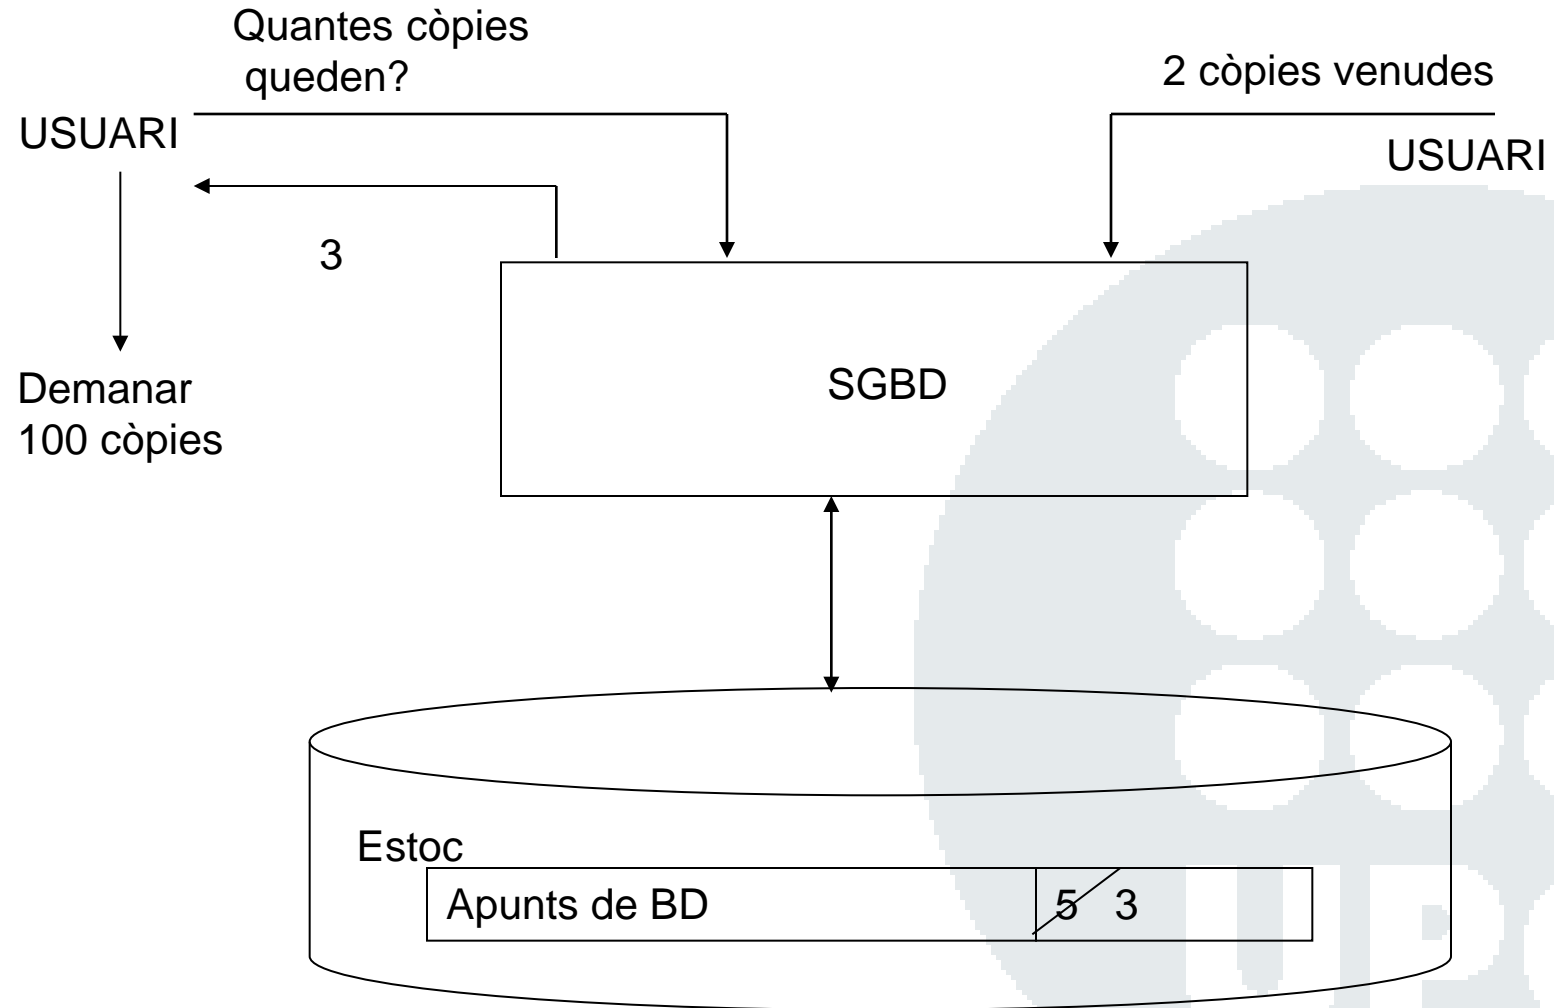 Quantes còpies
queden?
2 còpies venudes
USUARI
USUARI
3
Demanar
100 còpies
SGBD
Estoc
Apunts de BD 5 3